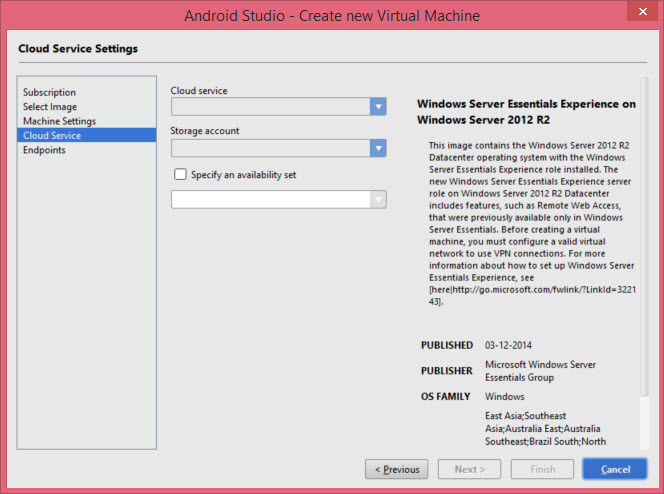 Android Studio - Create new Virtual Machine
Cloud Service Settings
Subscription
Select Image
Machine Settings
Cloud Service
Endpoints
Cloud service
Storage account
Specify an availability set
Windows Server Essentials Experience on
Windows Server 2012 R2
This image contains the Windows Server 2012 R2
Datacenter operating system with the Windows
Server Essentials Experience role installed. The
new Windows Server Essentials Experience server
role on Windows Server 2012 R2 Datacenter
includes features, such as Remote Web Access,
that were previously available only in Windows
Server Essentials. Before creating a virtual
machine, you must configure a valid virtual
network to use VPN connections. For more
information about how to set up Windows Server
Essentials Experience, see
[here|http://go.microsoft.com/fwlink/?LinkId=3221
43].
PUBLISHED 03-12-2014
PUBLISHER Microsoft Windows Server
Essentials Group
OS FAMILY Windows
East Asia;Southeast
Asia;Australia East;Australia
Southeast;Brazil South;North
< Previous Next > Finish Cancel